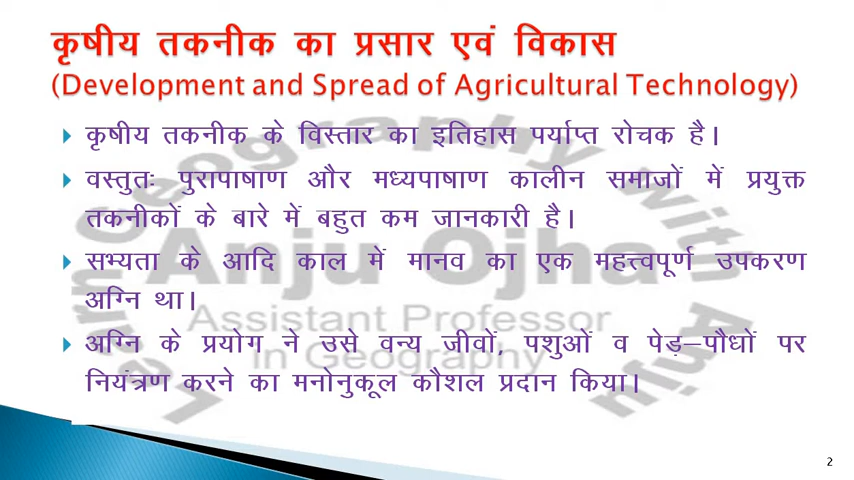 कृषीय तकनीक का प्रसार एवं विकास
(Development and Spread of Agricultural Technology)
कृषीय तकनीक के विस्तार का इतिहास पर्याप्त रोचक है।
वस्तुतः पुरापाषाण और मध्यपाषाण कालीन समाजों में प्रयुक्त
तकनीकों के बारे में बहुत कम जानकारी है।
सभ्यता के आदि काल में मानव का एक महत्त्वपूर्ण उपकरण
अग्नि था।
अग्नि के प्रयोग ने उसे वन्य जीवों, पशुओं व पेड़–पौधों पर
नियंत्रण करने का मनोनुकूल कौशल प्रदान किया।
Learning Geography with Anju
Anju Ojha
Assistant Professor
In Geography
2